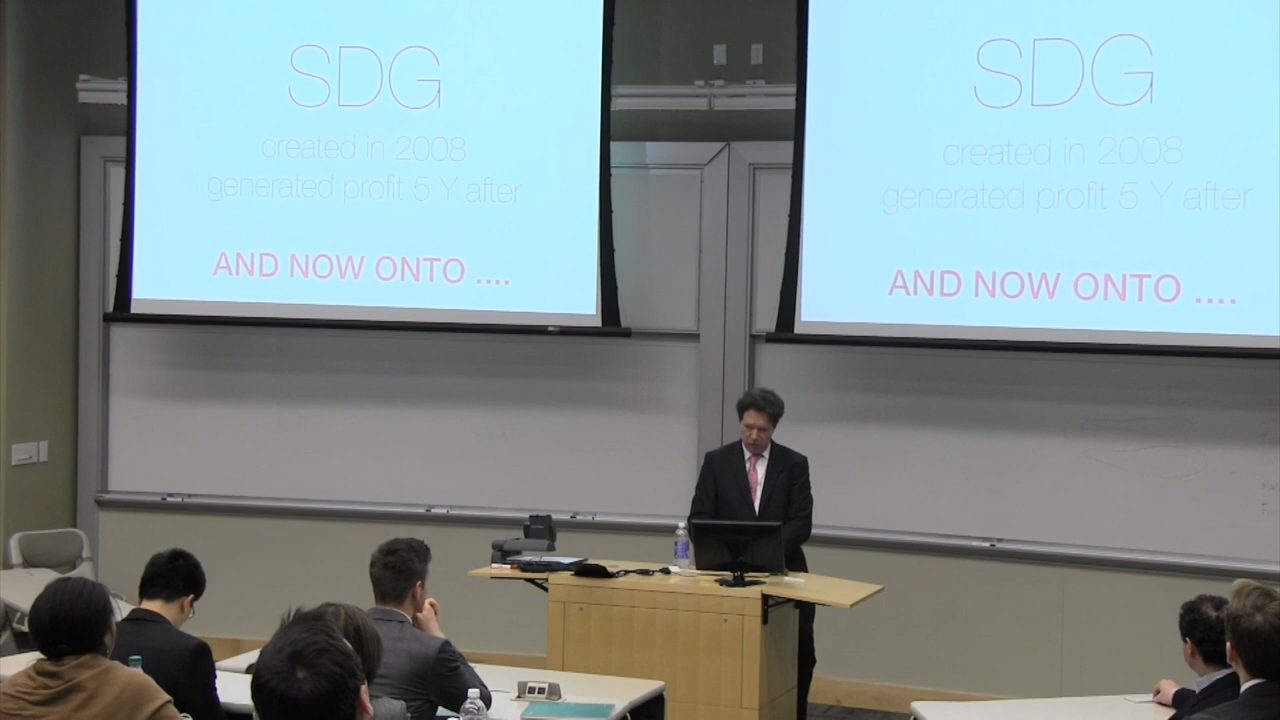 SDG
created in 2008
generated profit 5 Y after
AND NOW ONTO ....
SDG
created in 2008
generated profit 5 Y after
AND NOW ONTO ....